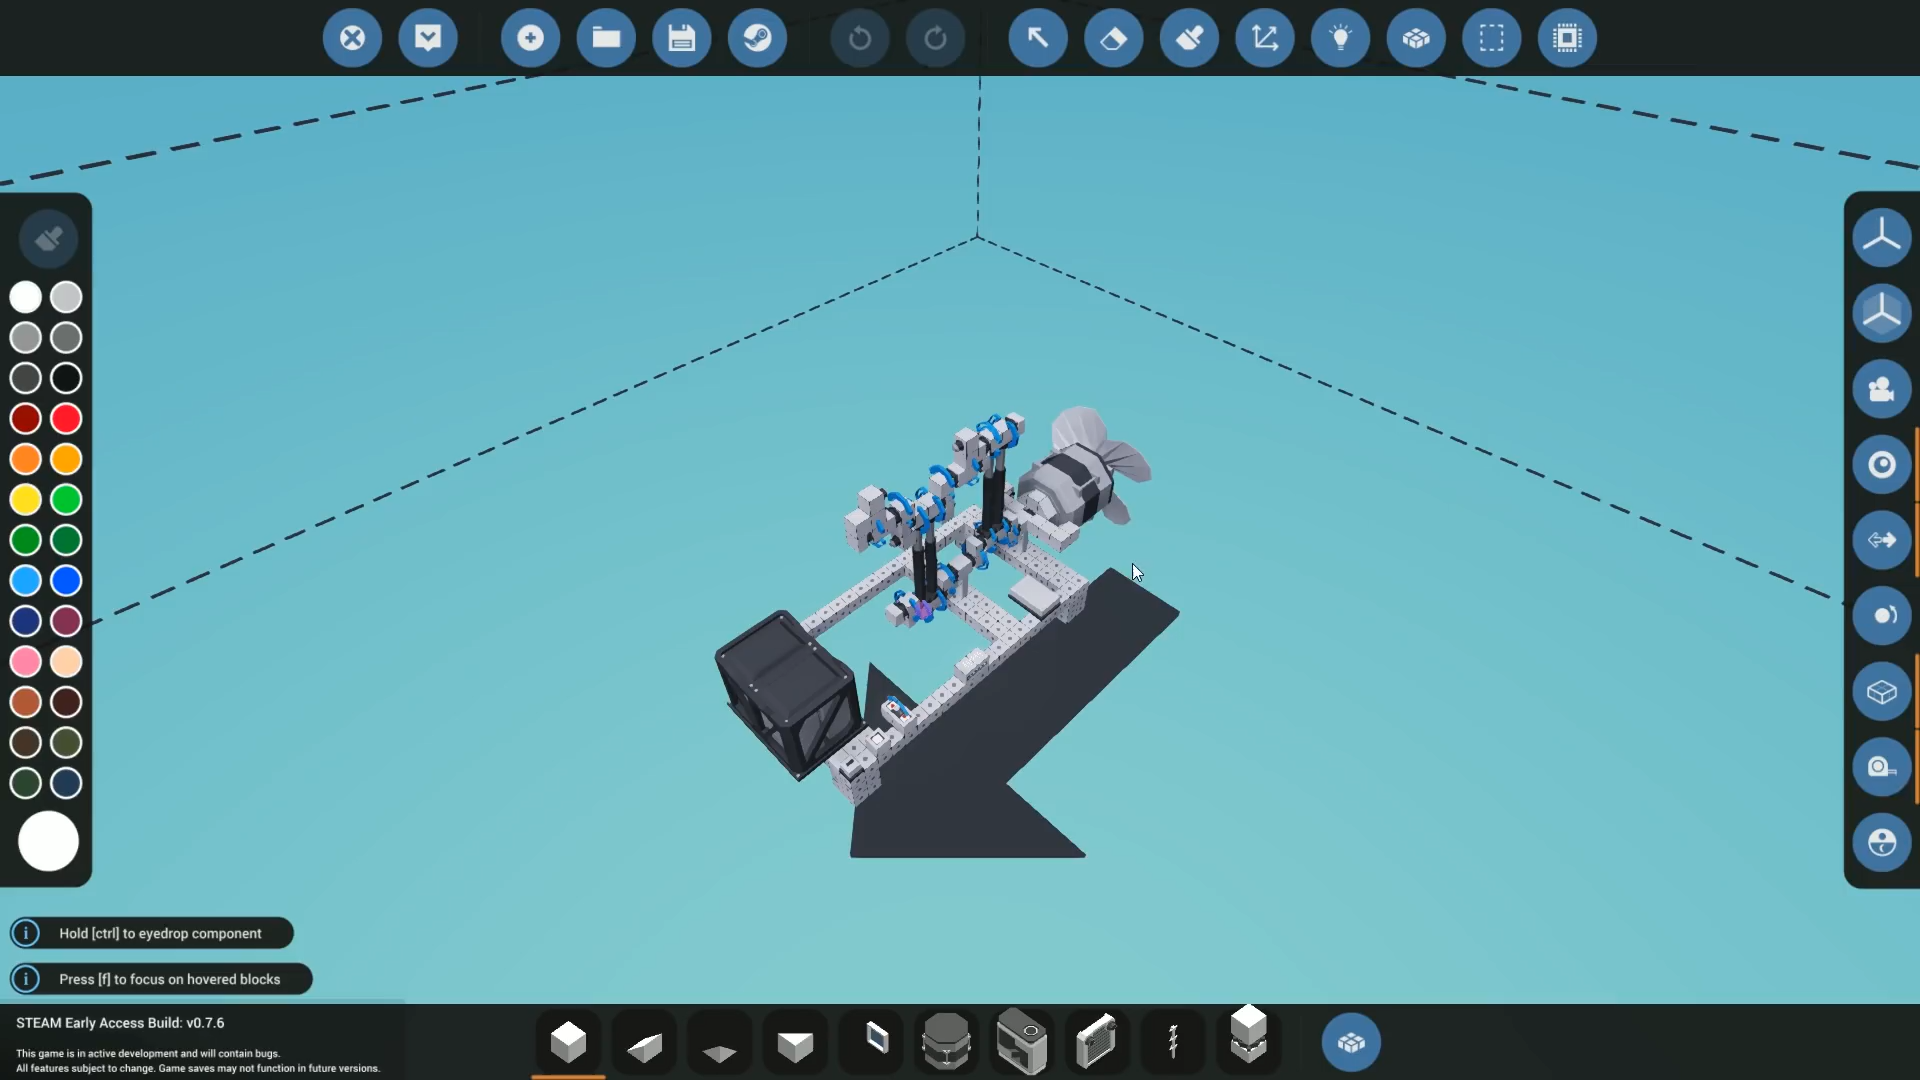 Hold [ctrl] to eyedrop component
Press [f] to focus on hovered blocks
STEAM Early Access Build: v0.7.6
This game is in active development and will contain bugs.
All features subject to change. Game saves may not function in future versions.